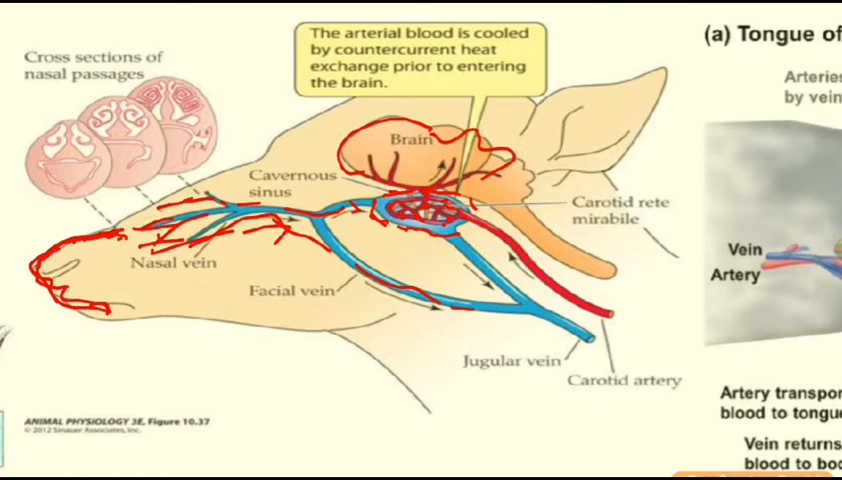 The arterial blood is cooled
by countercurrent heat
exchange prior to entering
the brain.
Cross sections of
nasal passages
Brain
Cavernous
sinus
Carotid rete
mirabile
Nasal vein
Facial vein
Jugular vein
Carotid artery
ANIMAL PHYSIOLOGY 3E, Figure 10.37
© 2012 Sinauer Associates, Inc.
(a) Tongue of
Arteries
by vein
Vein
Artery
Artery transpor
blood to tongue
Vein returns
blood to bod